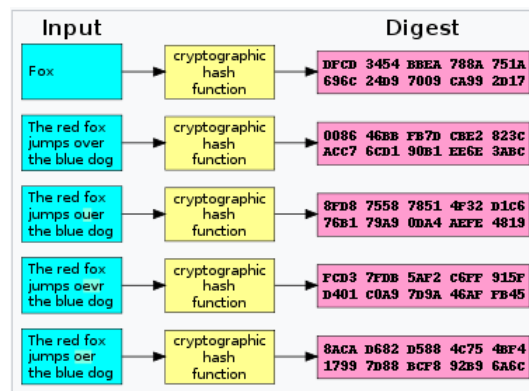 Input
Digest
Fox
cryptographic
hash
function
DFCD 3454 BBEA 788A 751A
696C 24D9 7009 CA99 2D17
The red fox
jumps over
the blue dog
cryptographic
hash
function
0086 46BB FB7D CBE2 823C
ACC7 6CD1 90B1 EE6E 3ABC
The red fox
jumps ouer
the blue dog
cryptographic
hash
function
8FD8 7558 7851 4F32 D1C6
76B1 79A9 0DA4 AEFE 4819
The red fox
jumps oevr
the blue dog
cryptographic
hash
function
FCD3 7FDB 5AF2 C6FF 915F
D401 C0A9 7D9A 46AF FB45
The red fox
jumps oer
the blue dog
cryptographic
hash
function
8ACA D682 D588 4C75 4BF4
1799 7D88 BCF8 92B9 6A6C